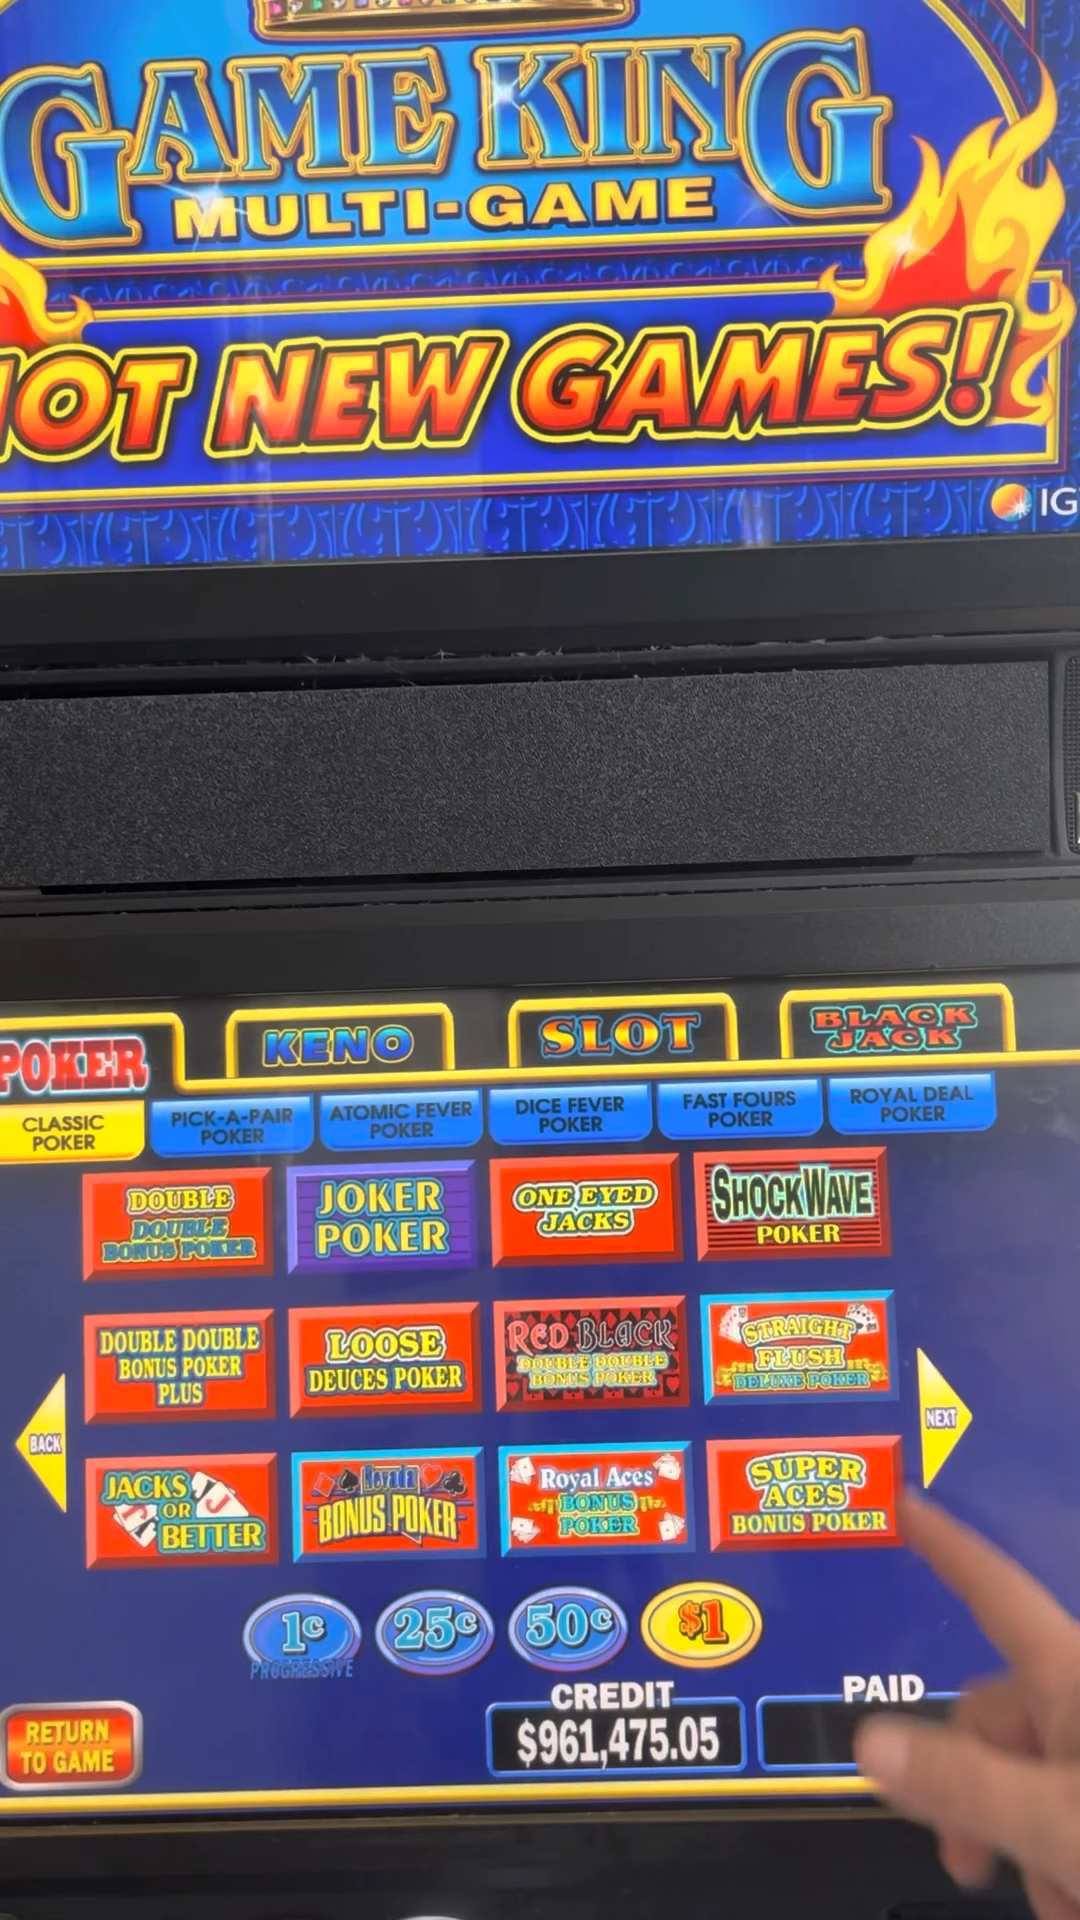 GAME KING
MULTI-GAME
HOT NEW GAMES!
IG
POKER
KENO
SLOT
BLACK
JACK
CLASSIC
POKER
PICK-A-PAIR
POKER
ATOMIC FEVER
POKER
DICE FEVER
POKER
FAST FOURS
POKER
ROYAL DEAL
POKER
DOUBLE
DOUBLE
BONUS POKER
JOKER
POKER
ONE EYED
JACKS
SHOCKWAVE
POKER
DOUBLE DOUBLE
BONUS POKER
PLUS
LOOSE
DEUCES POKER
RED BLACK
DOUBLE DOUBLE
BONUS POKER
STRAIGHT
FLUSH
DELUXE POKER
BACK
NEXT
JACKS
OR
BETTER
J
Nevada
BONUS POKER
Royal Aces
BONUS
POKER
SUPER
ACES
BONUS POKER
1¢
PROGRESSIVE
25¢
50¢
$1
RETURN
TO GAME
CREDIT
$961,475.05
PAID